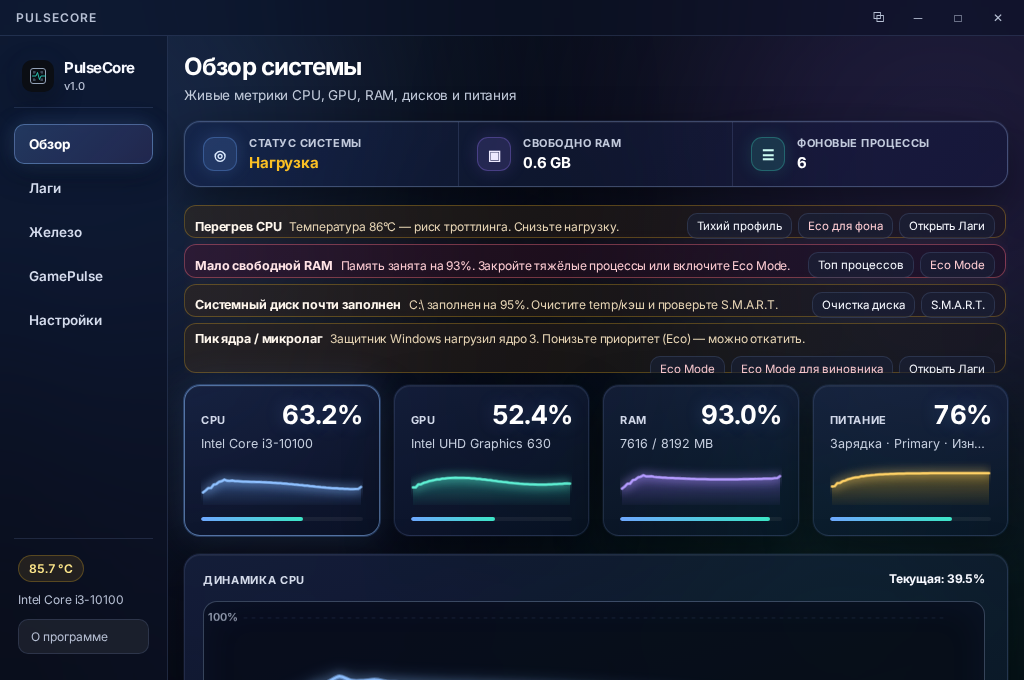 PULSECORE
PulseCore
v1.0
Обзор
Лаги
Железо
GamePulse
Настройки
85.7 °C
Intel Core i3-10100
О программе
Обзор системы
Живые метрики CPU, GPU, RAM, дисков и питания
СТАТУС СИСТЕМЫ
Нагрузка
СВОБОДНО RAM
0.6 GB
ФОНОВЫЕ ПРОЦЕССЫ
6
Перегрев CPU Температура 86°C — риск троттлинга. Снизьте нагрузку. Тихий профиль Eco для фона Открыть Лаги
Мало свободной RAM Память занята на 93%. Закройте тяжёлые процессы или включите Eco Mode. Топ процессов Eco Mode
Системный диск почти заполнен C:\ заполнен на 95%. Очистите temp/кэш и проверьте S.M.A.R.T. Очистка диска S.M.A.R.T.
Пик ядра / микролаг Защитник Windows нагрузил ядро 3. Понизьте приоритет (Eco) — можно откатить.
Eco Mode Eco Mode для виновника Открыть Лаги
CPU 63.2%
Intel Core i3-10100
GPU 52.4%
Intel UHD Graphics 630
RAM 93.0%
7616 / 8192 MB
ПИТАНИЕ 76%
Зарядка · Primary · Изн...
ДИНАМИКА CPU
Текущая: 39.5%
100%